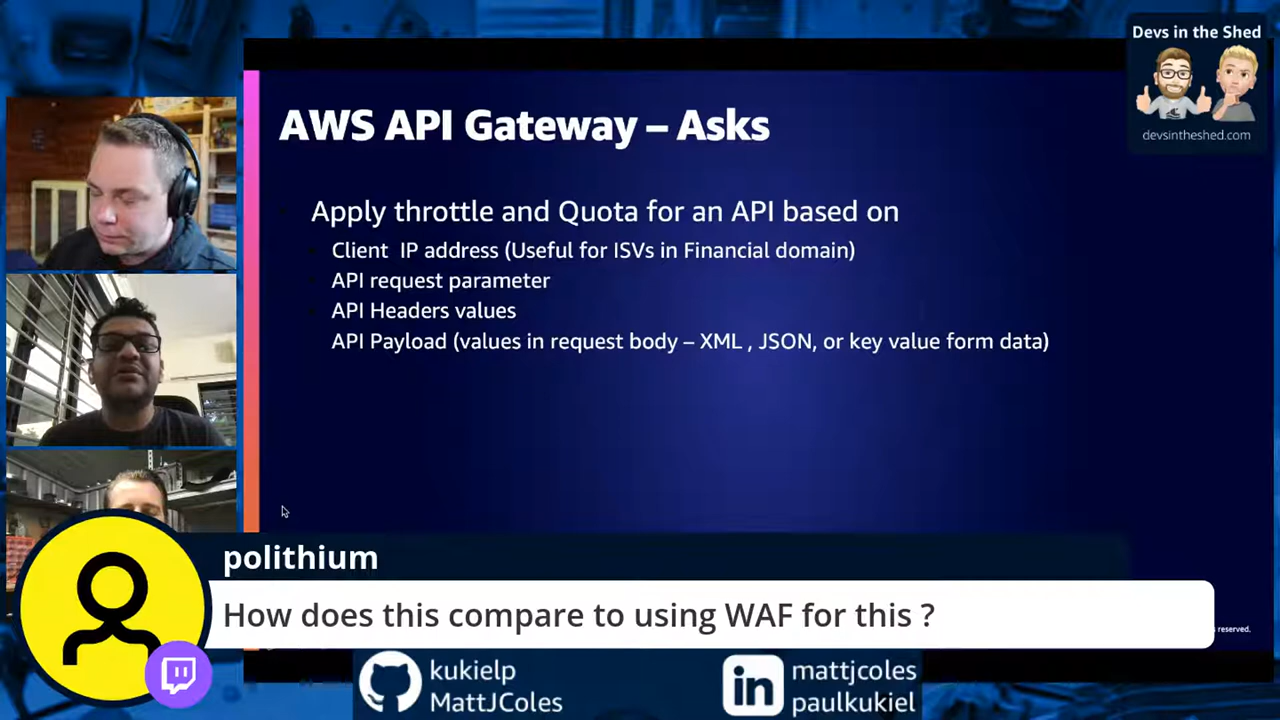 Devs in the Shed
devsintheshed.com
AWS API Gateway – Asks
Apply throttle and Quota for an API based on
Client IP address (Useful for ISVs in Financial domain)
API request parameter
API Headers values
API Payload (values in request body – XML , JSON, or key value form data)
polithium
How does this compare to using WAF for this ?
reserved.
kukielp
MattJColes
in
mattjcoles
paulkukiel